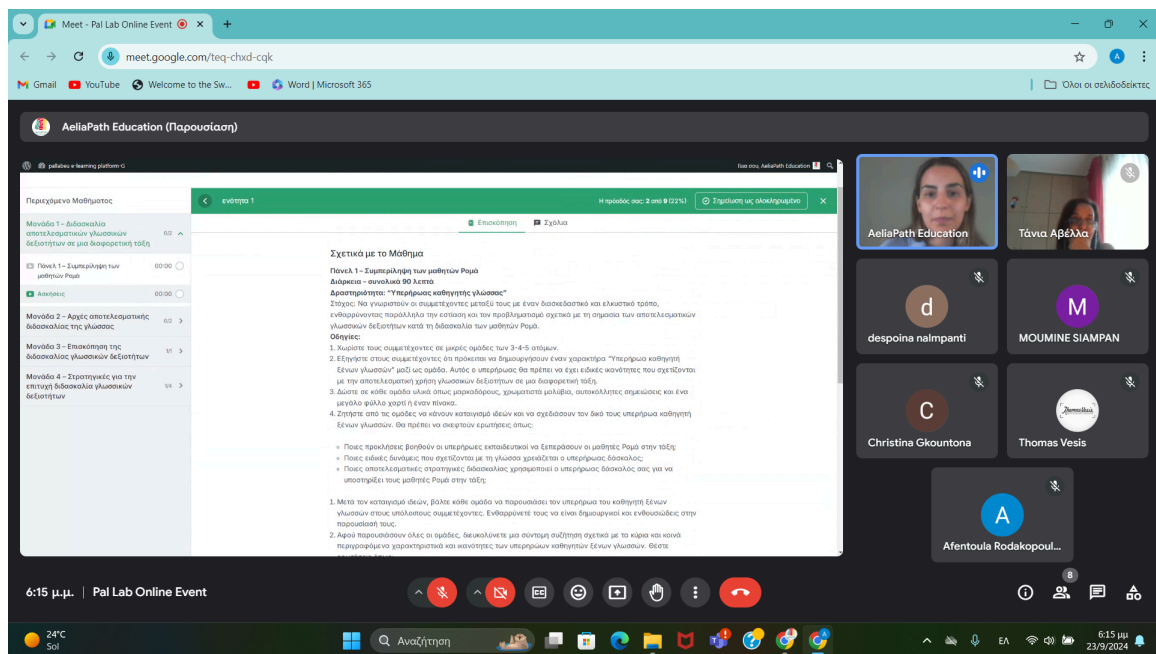 Meet - Pal Lab Online Event
meet.google.com/teq-chxd-cqk
Gmail
YouTube
Welcome to the Sw...
Word | Microsoft 365
Όλοι οι σελιδοδείκτες
AeliaPath Education (Παρουσίαση)
pallabeu e-learning platform-G
Γεια σου, AeliaPath Education
Περιεχόμενο Μαθήματος
ενότητα 1
Η πρόοδός σας: 2 από 9 (22%)
Σημείωση ως ολοκληρωμένο
Μονάδα 1 – Διδασκαλία
αποτελεσματικών γλωσσικών
δεξιοτήτων σε μια διαφορετική τάξη
0/2
Πάνελ 1 – Συμπερίληψη των
μαθητών Ρομά
00:00
Ασκήσεις
00:00
Μονάδα 2 – Αρχές αποτελεσματικής
διδασκαλίας της γλώσσας
0/2
Μονάδα 3 – Επισκόπηση της
διδασκαλίας γλωσσικών δεξιοτήτων
1/1
Μονάδα 4 – Στρατηγικές για την
επιτυχή διδασκαλία γλωσσικών
δεξιοτήτων
1/4
Επισκόπηση
Σχόλια
Σχετικά με το Μάθημα
Πάνελ 1 – Συμπερίληψη των μαθητών Ρομά
Διάρκεια – συνολικά 90 λεπτά
Δραστηριότητα: "Υπερήρωας καθηγητής γλώσσας"
Στόχος: Να γνωριστούν οι συμμετέχοντες μεταξύ τους με έναν διασκεδαστικό και ελκυστικό τρόπο,
ενθαρρύνοντας παράλληλα την εστίαση και τον προβληματισμό σχετικά με τη σημασία των αποτελεσματικών
γλωσσικών δεξιοτήτων κατά τη διδασκαλία των μαθητών Ρομά.
Οδηγίες:
1. Χωρίστε τους συμμετέχοντες σε μικρές ομάδες των 3-4-5 ατόμων.
2. Εξηγήστε στους συμμετέχοντες ότι πρόκειται να δημιουργήσουν έναν χαρακτήρα "Υπερήρωα καθηγητή
ξένων γλωσσών" μαζί ως ομάδα. Αυτός ο υπερήρωας θα πρέπει να έχει ειδικές ικανότητες που σχετίζονται
με την αποτελεσματική χρήση γλωσσικών δεξιοτήτων σε μια διαφορετική τάξη.
3. Δώστε σε κάθε ομάδα υλικά όπως μαρκαδόρους, χρωματιστά μολύβια, αυτοκόλλητες σημειώσεις και ένα
μεγάλο φύλλο χαρτί ή έναν πίνακα.
4. Ζητήστε από τις ομάδες να κάνουν καταιγισμό ιδεών και να σχεδιάσουν τον δικό τους υπερήρωα καθηγητή
ξένων γλωσσών. Θα πρέπει να σκεφτούν ερωτήσεις όπως:
Ποιες προκλήσεις βοηθούν οι υπερήρωες εκπαιδευτικοί να ξεπεράσουν οι μαθητές Ρομά στην τάξη;
Ποιες ειδικές δυνάμεις που σχετίζονται με τη γλώσσα χρειάζεται ο υπερήρωας δάσκαλος;
Ποιες αποτελεσματικές στρατηγικές διδασκαλίας χρησιμοποιεί ο υπερήρωας δάσκαλός σας για να
υποστηρίξει τους μαθητές Ρομά στην τάξη;
1. Μετά τον καταιγισμό ιδεών, βάλτε κάθε ομάδα να παρουσιάσει τον υπερήρωα του καθηγητή ξένων
γλωσσών στους υπόλοιπους συμμετέχοντες. Ενθαρρύνετέ τους να είναι δημιουργικοί και ενθουσιώδεις στην
παρουσίασή τους.
2. Αφού παρουσιάσουν όλες οι ομάδες, διευκολύνετε μια σύντομη συζήτηση σχετικά με τα κύρια και κοινά
περιγραφόμενα χαρακτηριστικά και ικανότητες των υπερηρώων καθηγητών ξένων γλωσσών. Θέστε
AeliaPath Education
Τάνια Αβέλλα
d
despoina nalmpanti
M
MOUMINE SIAMPAN
C
Christina Gkountona
Thomas Vesis
A
Afentoula Rodakopoul...
6:15 μ.μ. | Pal Lab Online Event
8
24°C
Sol
Αναζήτηση
ΕΛ
6:15 μμ
23/9/2024